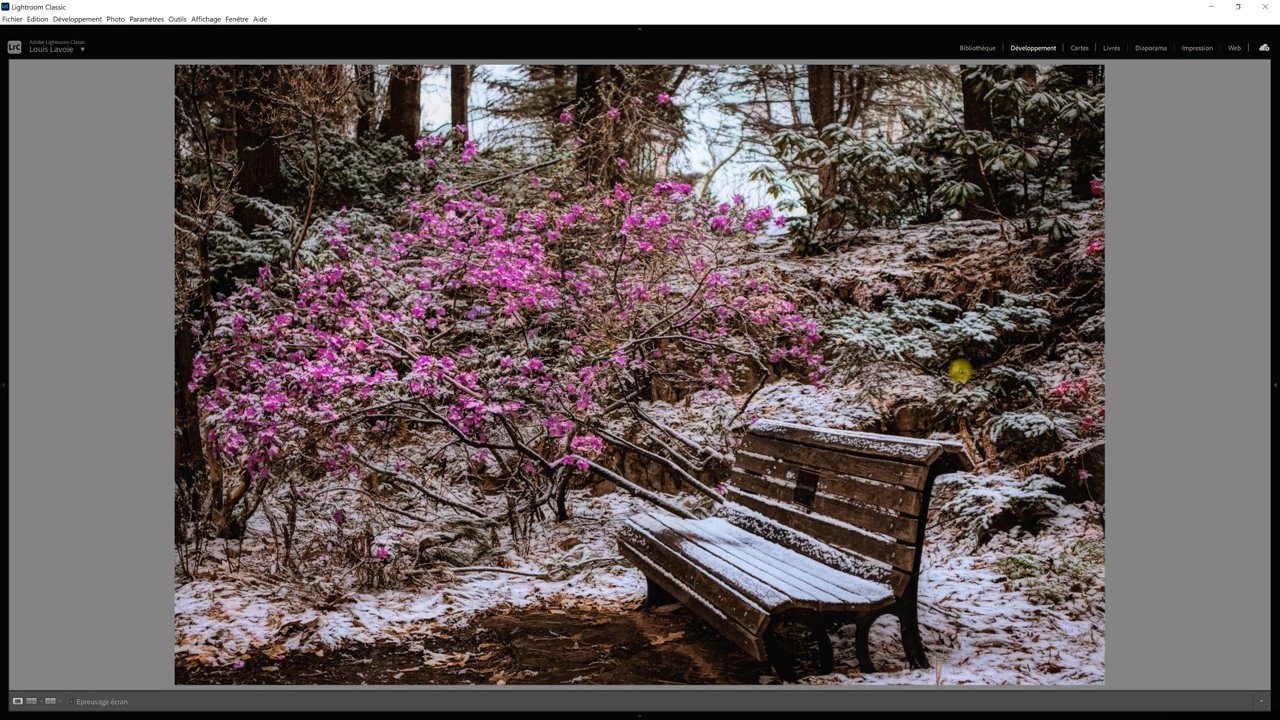 Lightroom Classic
Fichier Edition Développement Photo Paramètres Outils Affichage Fenêtre Aide
LrC
Adobe Lightroom Classic
Louis Lavoie
Bibliothèque Développement Cartes Livres Diaporama Impression Web
Epreuvage écran